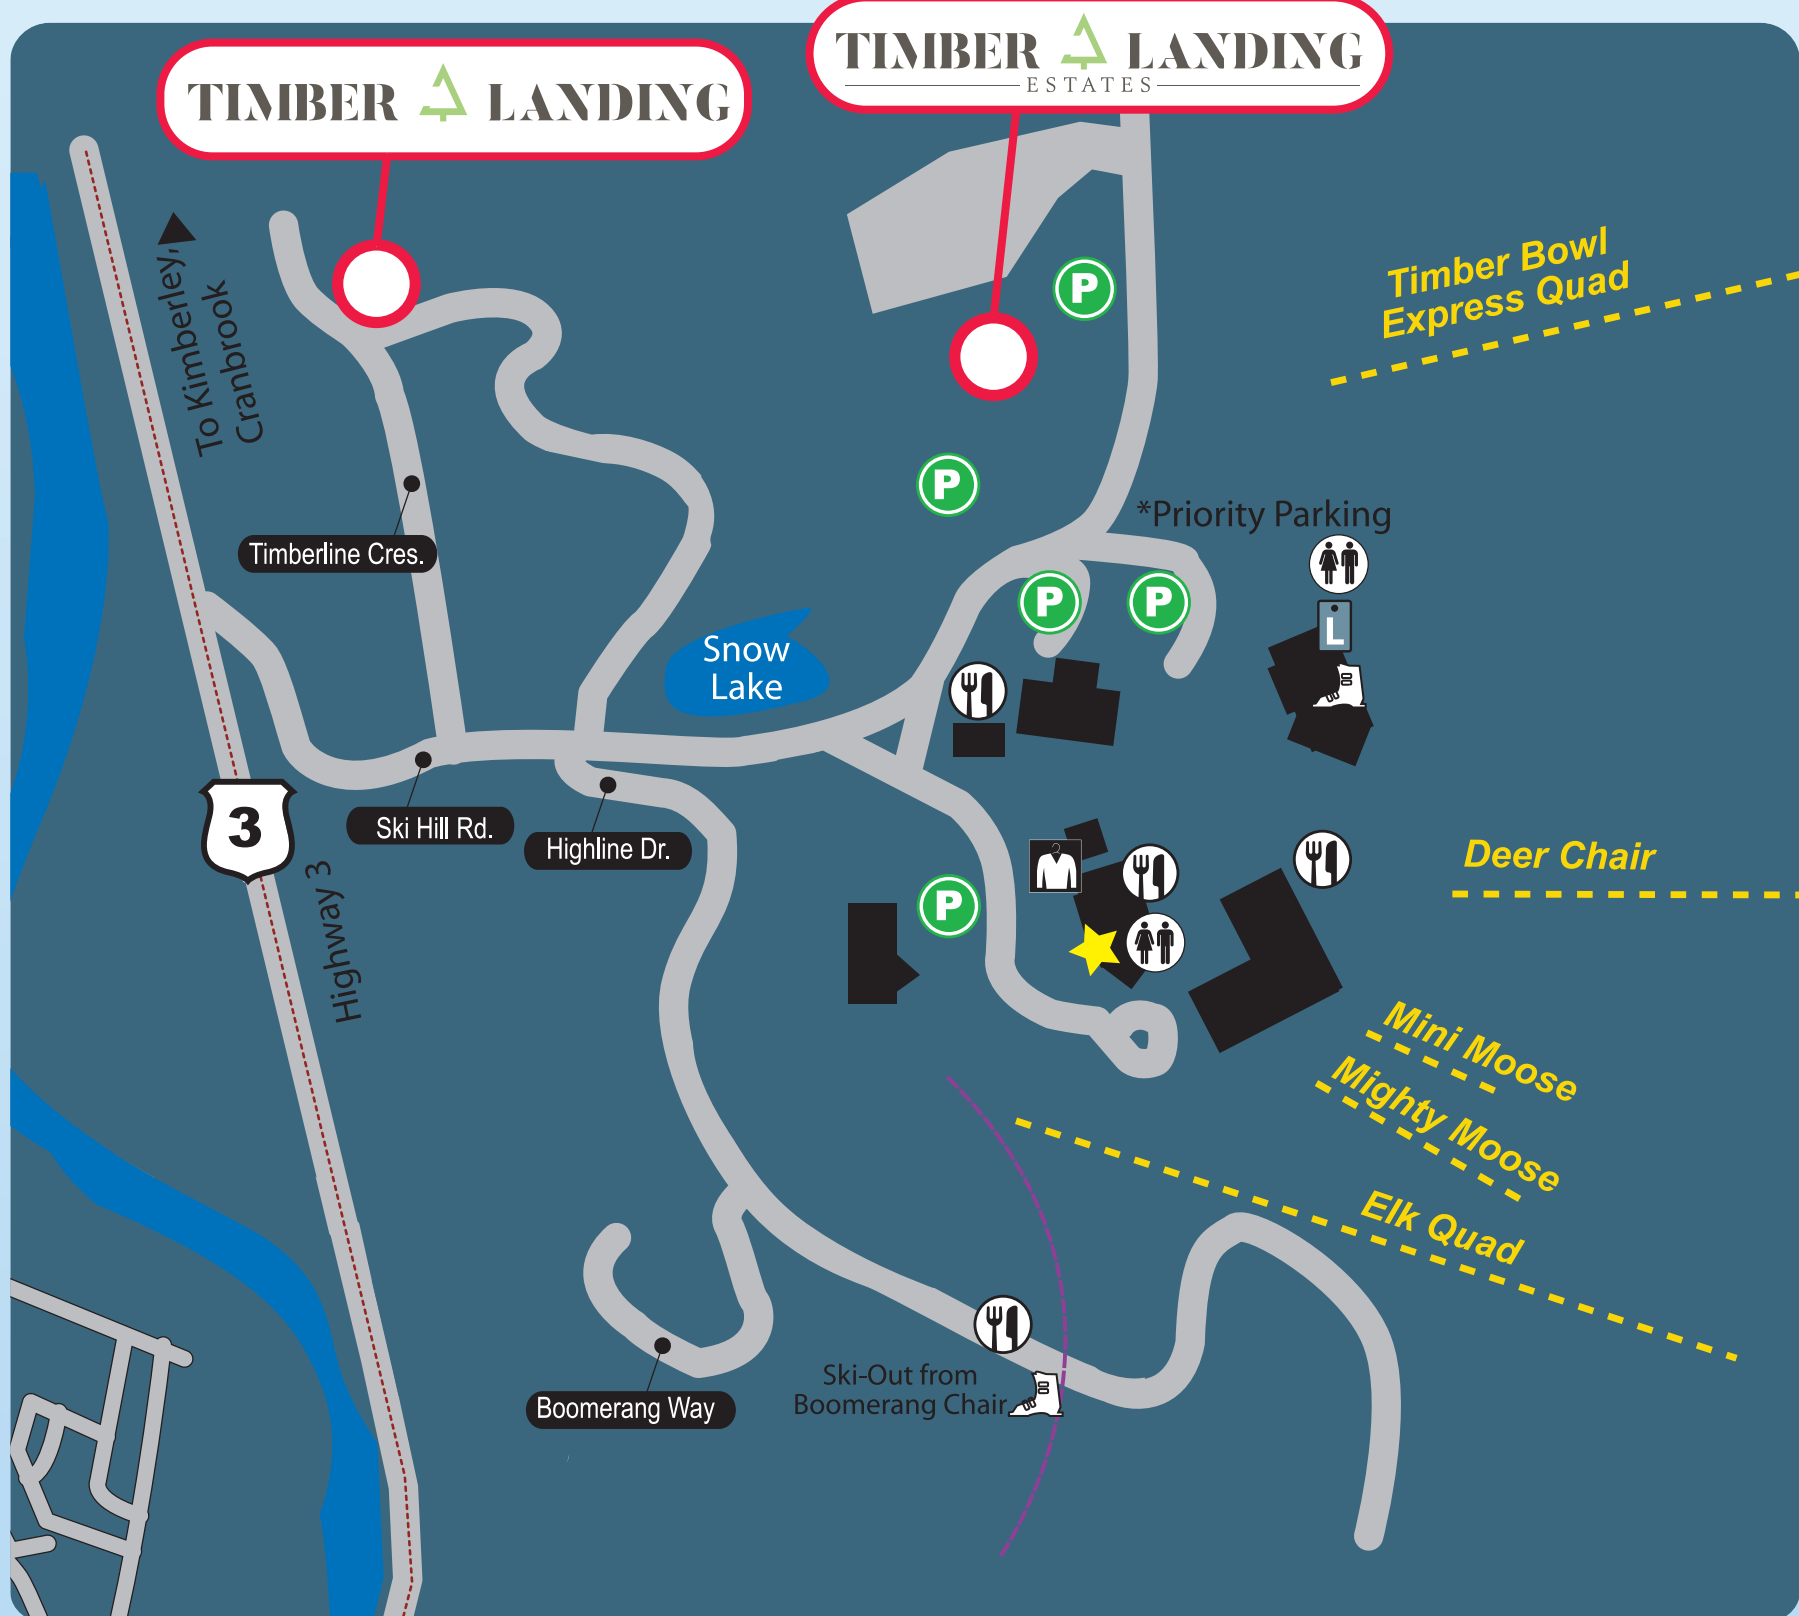 TIMBER LANDING
TIMBER LANDING
ESTATES
To Kimberley,
Cranbrook
Timber Bowl
Express Quad
P
P
*Priority Parking
Timberline Cres.
P
P
L
Snow
Lake
3
Ski Hill Rd.
Highline Dr.
Highway 3
P
Deer Chair
Mini Moose
Mighty Moose
Elk Quad
Ski-Out from
Boomerang Chair
Boomerang Way